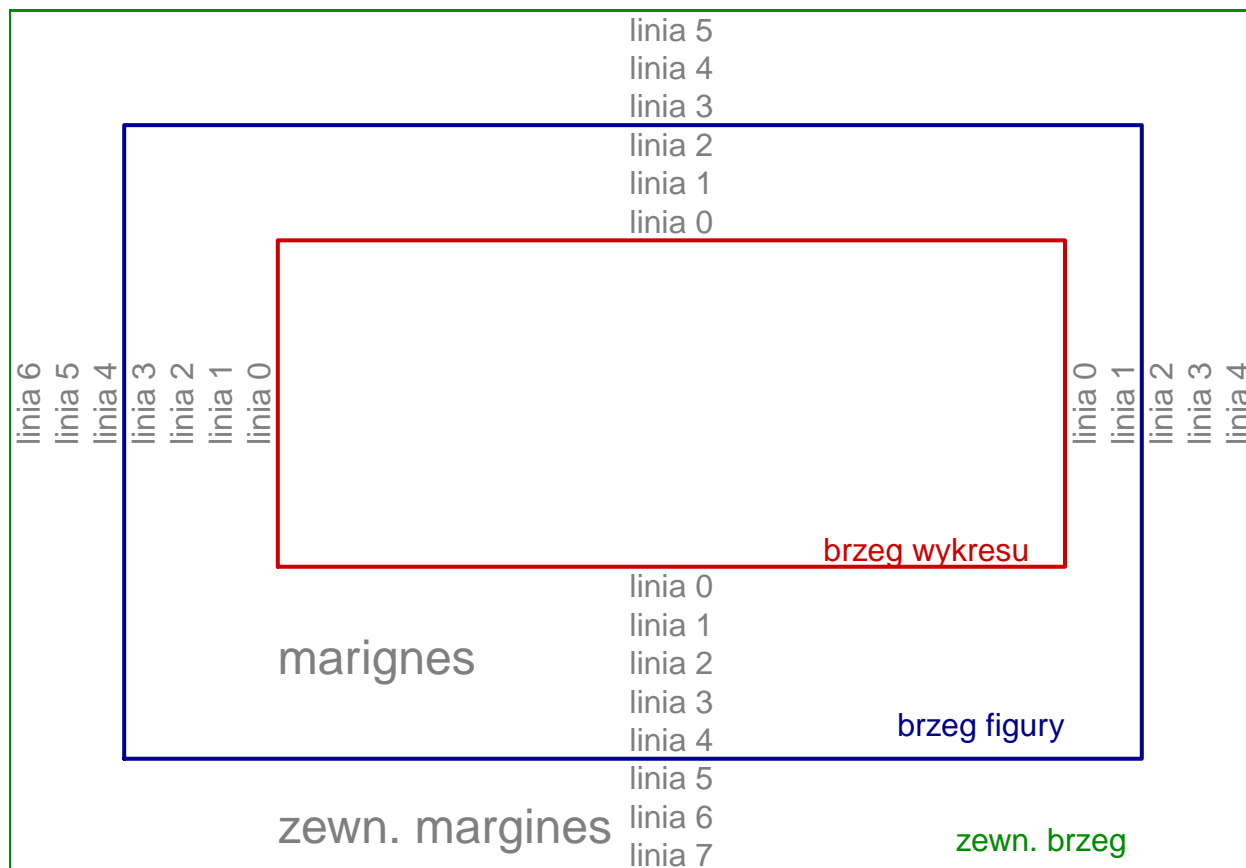 linia 5
linia 4
linia 3
linia 2
linia 1
linia 0
linia 6
linia 5
linia 4
linia 3
linia 2
linia 1
linia 0
linia 0
linia 1
linia 2
linia 3
linia 4
brzeg wykresu
linia 0
linia 1
marignes
linia 2
linia 3
brzeg figury
linia 4
linia 5
zewn. margines
linia 6
zewn. brzeg
linia 7